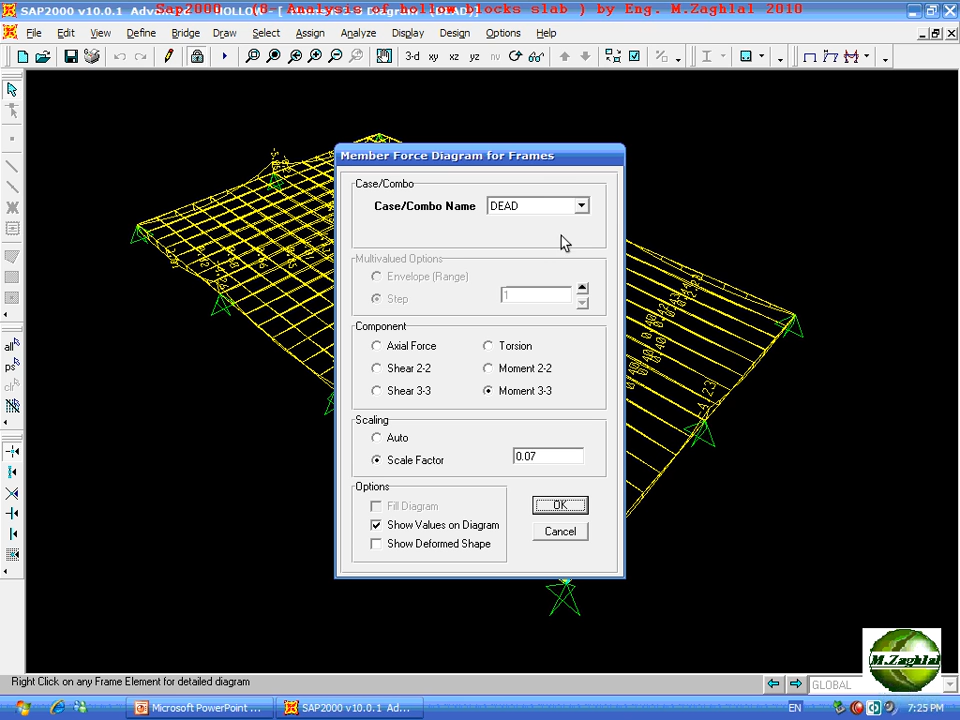 SAP2000 v10.0.1 Advanced
Sap2000 (6- Analysis of hollow blocks slab ) by Eng. M.Zaghlal 2010
File Edit View Define Bridge Draw Select Assign Analyze Display Design Options Help
3-d xy xz yz nv
Member Force Diagram for Frames
Case/Combo
Case/Combo Name DEAD
Multivalued Options
Envelope (Range)
Step 1
Component
Axial Force Torsion
Shear 2-2 Moment 2-2
Shear 3-3 Moment 3-3
Scaling
Auto
Scale Factor 0.07
Options
Fill Diagram OK
Show Values on Diagram
Cancel
Show Deformed Shape
all
ps
clr
M.Zaghlal
Right Click on any Frame Element for detailed diagram
GLOBAL
Microsoft PowerPoint ... SAP2000 v10.0.1 Ad... EN 7:25 PM